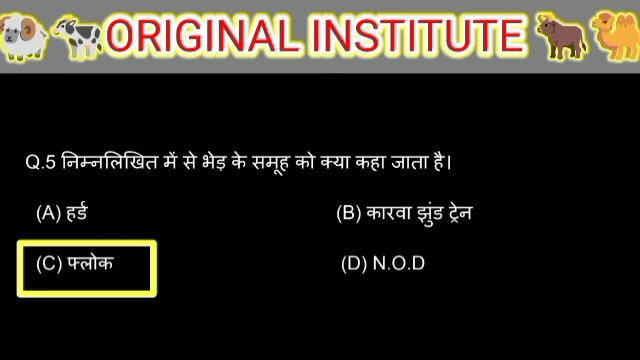 ORIGINAL INSTITUTE
Q.5 निम्नलिखित में से भेड़ के समूह को क्या कहा जाता है।
(A) हर्ड (B) कारवा झुंड ट्रेन
(C) फ्लोक (D) N.O.D